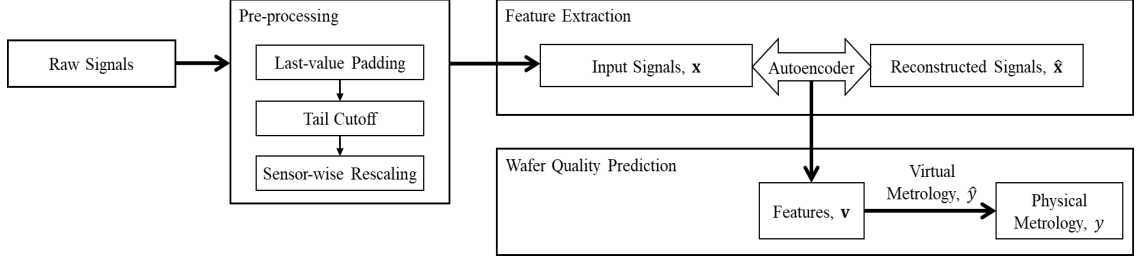 Raw Signals
Pre-processing
Last-value Padding
Tail Cutoff
Sensor-wise Rescaling
Feature Extraction
Input Signals, x
Autoencoder
Reconstructed Signals, x̂
Wafer Quality Prediction
Features, v
Virtual
Metrology, ŷ
Physical
Metrology, y